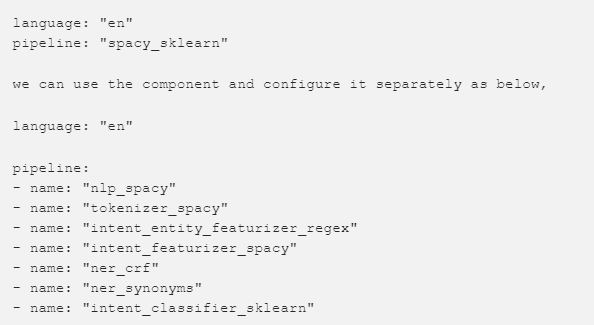 language: "en"
pipeline: "spacy_sklearn"
we can use the component and configure it separately as below,
language: "en"
pipeline:
- name: "nlp_spacy"
- name: "tokenizer_spacy"
- name: "intent_entity_featurizer_regex"
- name: "intent_featurizer_spacy"
- name: "ner_crf"
- name: "ner_synonyms"
- name: "intent_classifier_sklearn"